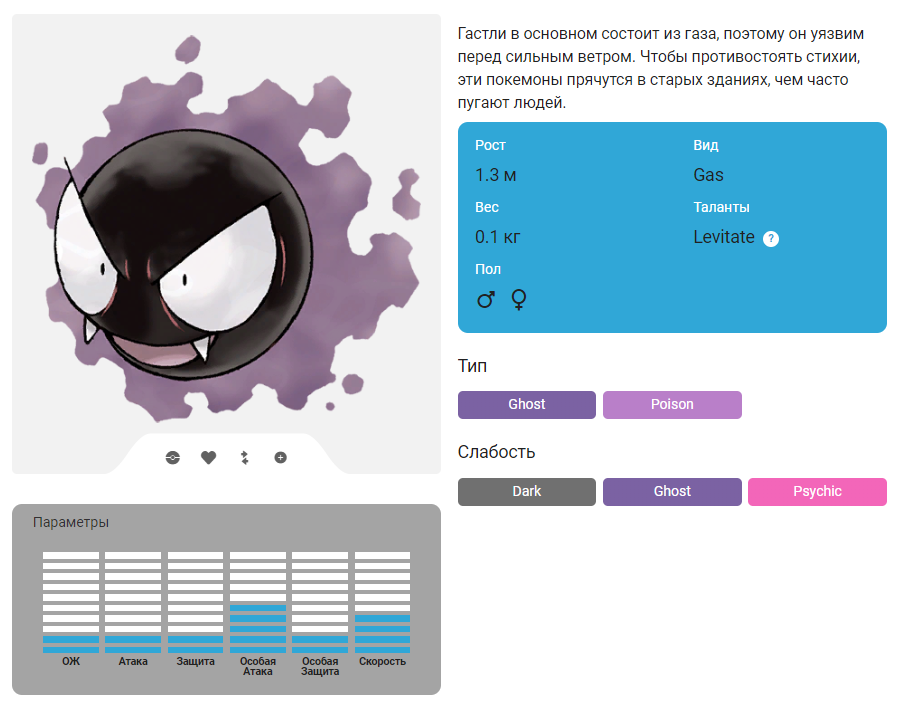 Гастли в основном состоит из газа, поэтому он уязвим
перед сильным ветром. Чтобы противостоять стихии,
эти покемоны прячутся в старых зданиях, чем часто
пугают людей.
Рост
1.3 м
Вес
0.1 кг
Пол
♂ ♀
Вид
Gas
Таланты
Levitate ?
Тип
Ghost Poison
Слабость
Dark Ghost Psychic
Параметры
ОЖ
Атака
Защита
Особая
Атака
Особая
Защита
Скорость